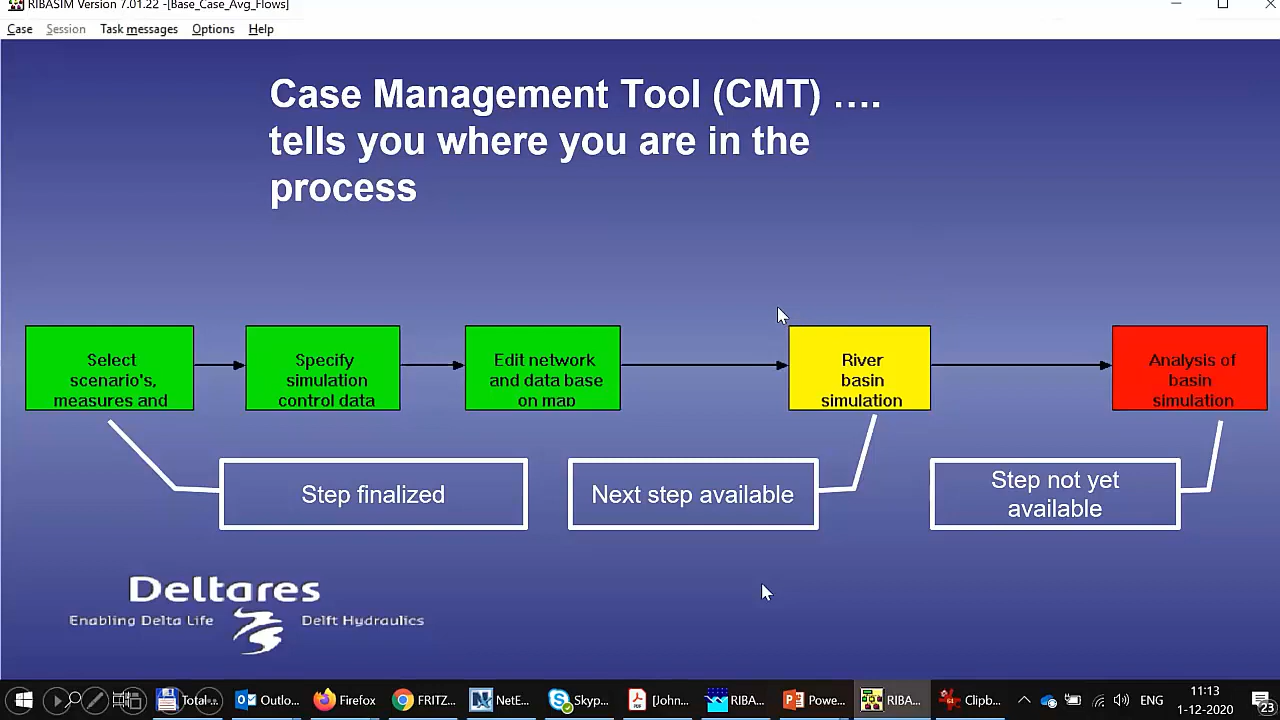 RIBASIM Version 7.01.22 -[Base_Case_Avg_Flows]
Case Session Task messages Options Help
Case Management Tool (CMT) ….
tells you where you are in the
process
Select
scenario's,
measures and
Specify
simulation
control data
Edit network
and data base
on map
River
basin
simulation
Analysis of
basin
simulation
Step finalized
Next step available
Step not yet
available
Deltares
Enabling Delta Life
Delft Hydraulics
Total...
Outlo...
Firefox
FRITZ...
NetE...
Skyp...
[John...
RIBA...
Powe...
RIBA...
Clipb...
ENG
11:13
1-12-2020
23